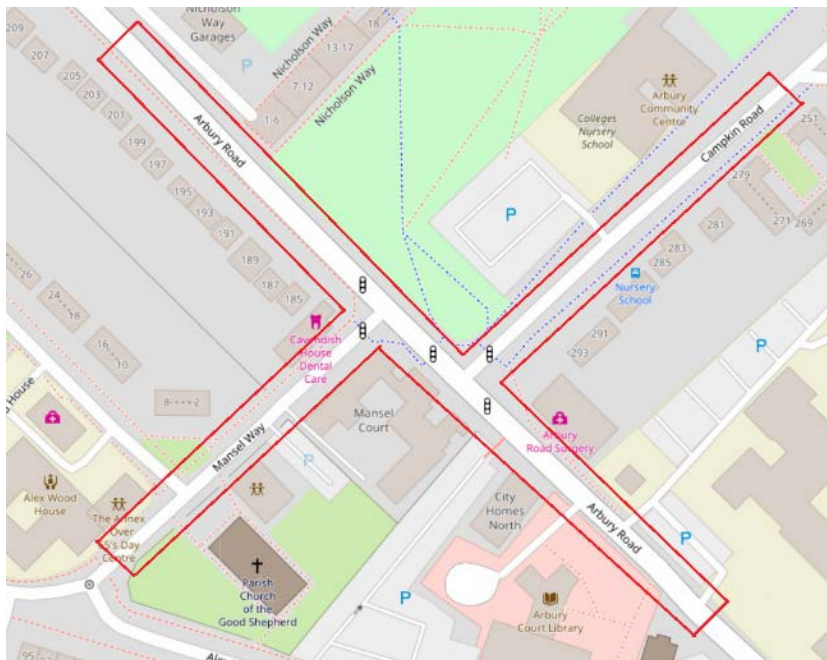 Nicholson
Way
Garages
18
13-17
7-12
1-6
Nicholson Way
Nicholson Way
P
209
207
205
203
201
199
197
195
193
191
189
187
185
Arbury Road
Arbury
Community
Centre
Colleges
Nursery
School
Campkin Road
251
279
271
269
281
283
285
291
293
P
Nursery
School
P
26
24
18
16
10
8
2
Cavendish
House
Dental
Care
Mansel Way
Mansel
Court
P
Arbury
Road Surgery
City
Homes
North
Arbury Road
P
House
Alex Wood
House
The Annex
Over
55's Day
Centre
Parish
Church
of the
Good Shepherd
P
Arbury
Court Library
95